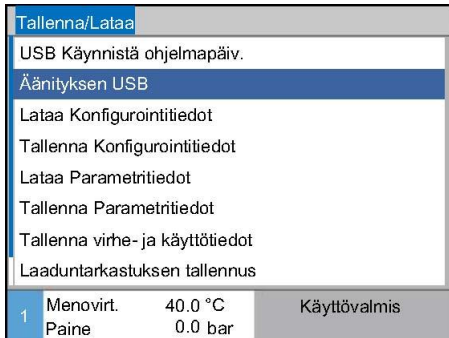 Tallenna/Lataa
USB Käynnistä ohjelmapäiv.
Äänityksen USB
Lataa Konfigurointitiedot
Tallenna Konfigurointitiedot
Lataa Parametritiedot
Tallenna Parametritiedot
Tallenna virhe- ja käyttötiedot
Laaduntarkastuksen tallennus
1 Menovirt. 40.0 °C Käyttövalmis
Paine 0.0 bar